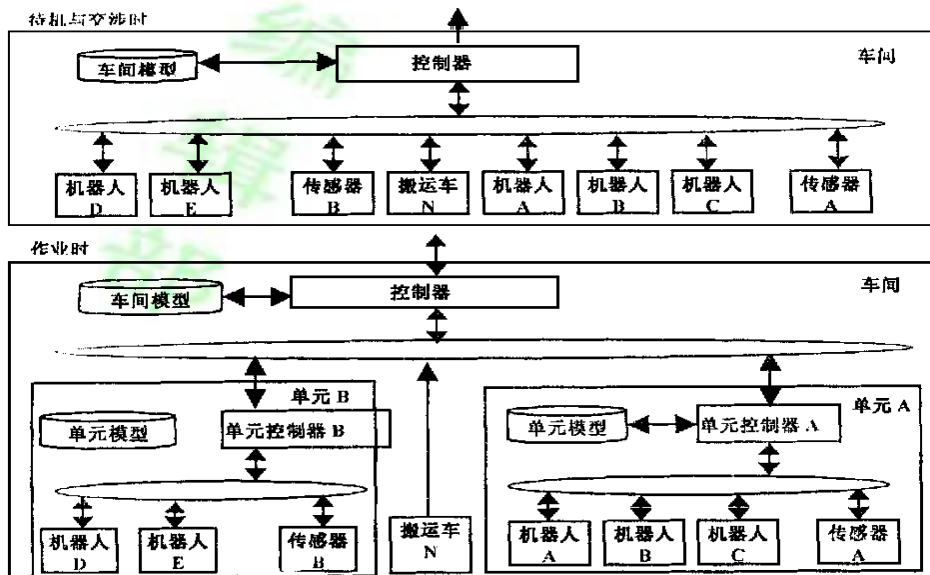 待机与交涉时
车间
车间模型
控制器
机器人
D
机器人
E
传感器
B
搬运车
N
机器人
A
机器人
B
机器人
C
传感器
A
作业时
车间
车间模型
控制器
单元 B
单元模型
单元控制器 B
机器人
D
机器人
E
传感器
B
搬运车
N
单元 A
单元模型
单元控制器 A
机器人
A
机器人
B
机器人
C
传感器
A
编
辑
部